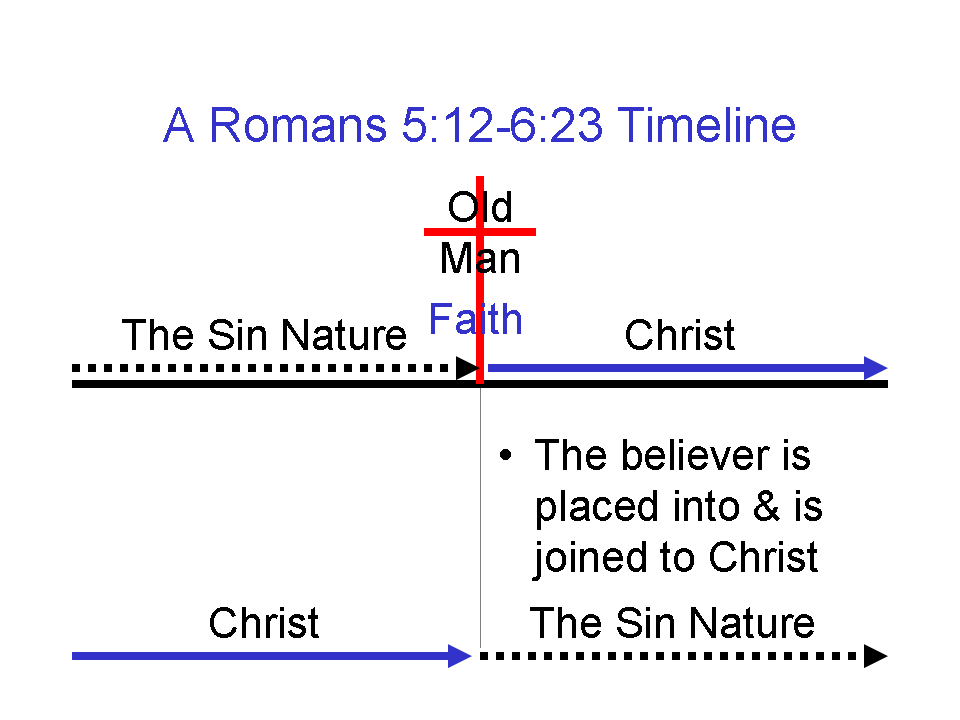 A Romans 5:12-6:23 Timeline
Old
Man
Faith
The Sin Nature
Christ
• The believer is
placed into & is
joined to Christ
Christ
The Sin Nature